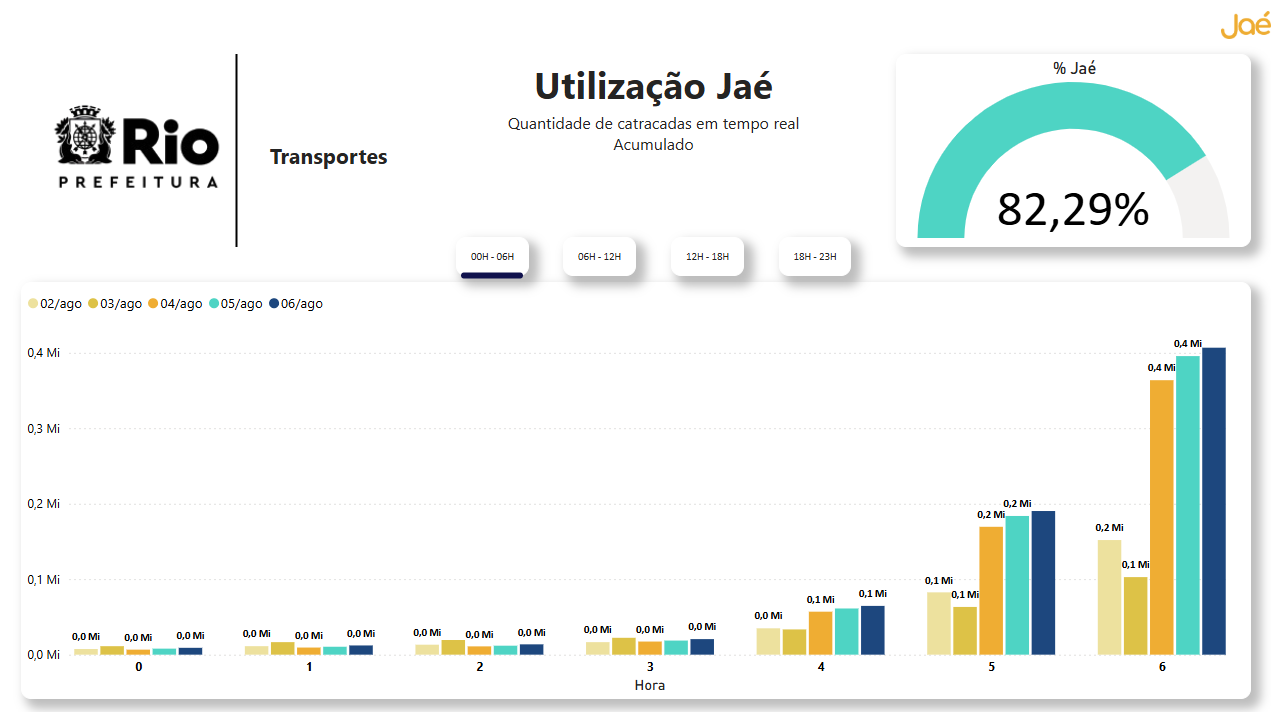 Jaé
Rio
PREFEITURA
Transportes
Utilização Jaé
Quantidade de catracadas em tempo real
Acumulado
% Jaé
82,29%
00H - 06H
06H - 12H
12H - 18H
18H - 23H
02/ago 03/ago 04/ago 05/ago 06/ago
0,4 Mi
0,3 Mi
0,2 Mi
0,1 Mi
0,0 Mi
0,0 Mi 0,0 Mi 0,0 Mi
0,0 Mi 0,0 Mi 0,0 Mi
0,0 Mi 0,0 Mi 0,0 Mi
0,0 Mi 0,0 Mi 0,0 Mi
0,0 Mi 0,1 Mi 0,1 Mi
0,1 Mi 0,1 Mi 0,2 Mi 0,2 Mi
0,2 Mi 0,1 Mi 0,4 Mi 0,4 Mi
0 1 2 3 4 5 6
Hora